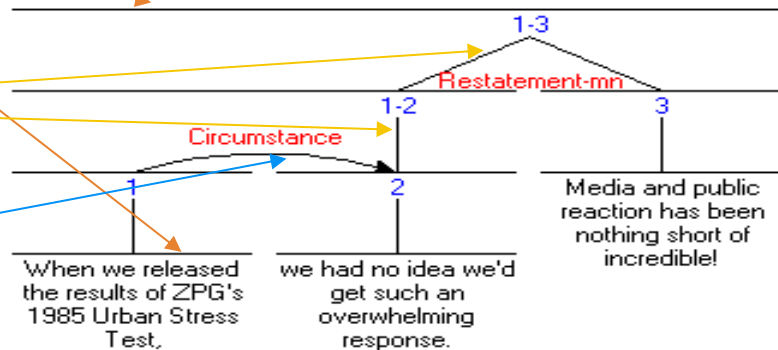 1-3
Restatement-mn
1-2
3
Circumstance
1
2
When we released
the results of ZPG's
1985 Urban Stress
Test,
we had no idea we'd
get such an
overwhelming
response.
Media and public
reaction has been
nothing short of
incredible!